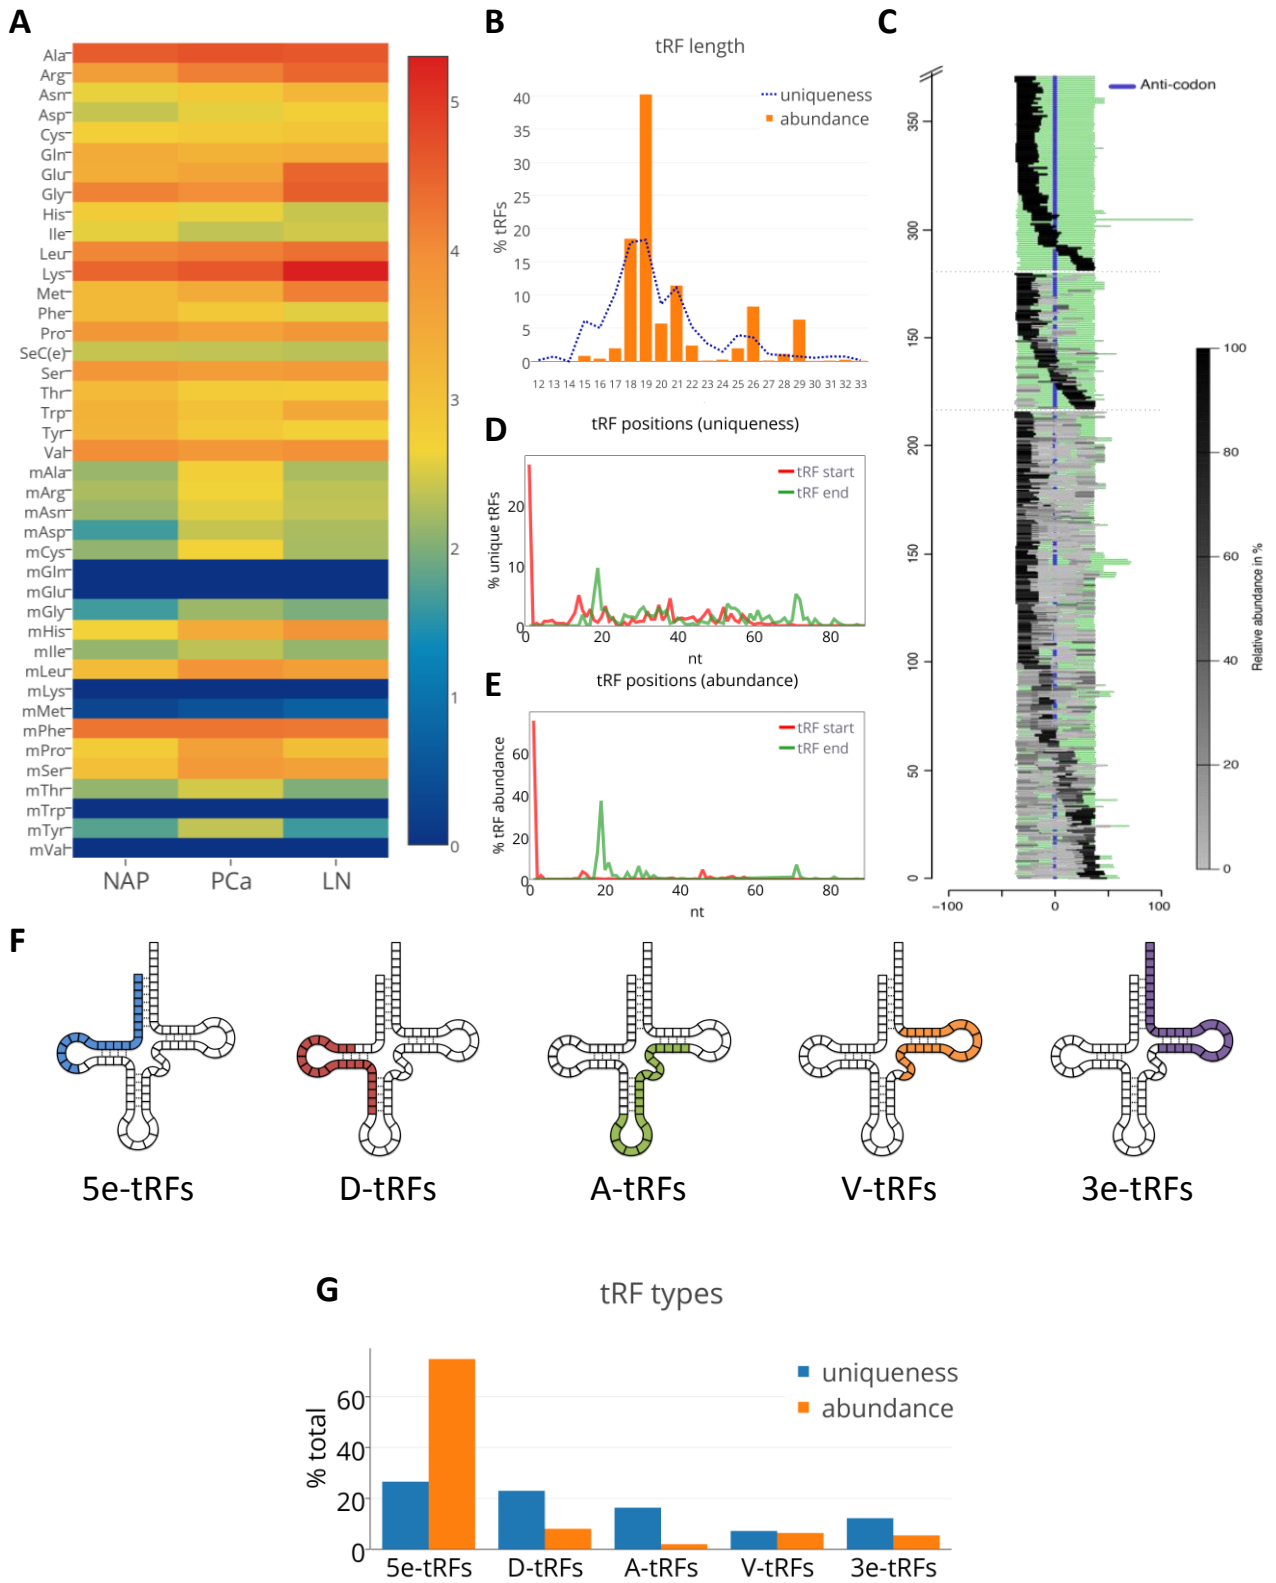 A
Ala
Arg
Asn
Asp
Cys
Gln
Glu
Gly
His
Ile
Leu
Lys
Met
Phe
Pro
SeC(e)
Ser
Thr
Trp
Tyr
Val
mAla
mArg
mAsn
mAsp
mCys
mGln
mGlu
mGly
mHis
mIle
mLeu
mLys
mMet
mPhe
mPro
mSer
mThr
mTrp
mTyr
mVal
NAP PCa LN
5
4
3
2
1
0
B
tRF length
uniqueness
abundance
% tRFs
40
35
30
25
20
15
10
5
0
12 13 14 15 16 17 18 19 20 21 22 23 24 25 26 27 28 29 30 31 32 33
C
Anti-codon
350
300
150
200
150
100
50
0
-100 0 100
100
80
60
40
20
0
Relative abundance in %
D
tRF positions (uniqueness)
tRF start
tRF end
% unique tRFs
20
10
0
0 20 40 60 80
nt
E
tRF positions (abundance)
tRF start
tRF end
% tRF abundance
60
40
20
0
0 20 40 60 80
nt
F
5e-tRFs D-tRFs A-tRFs V-tRFs 3e-tRFs
G
tRF types
uniqueness
abundance
% total
60
40
20
0
5e-tRFs D-tRFs A-tRFs V-tRFs 3e-tRFs